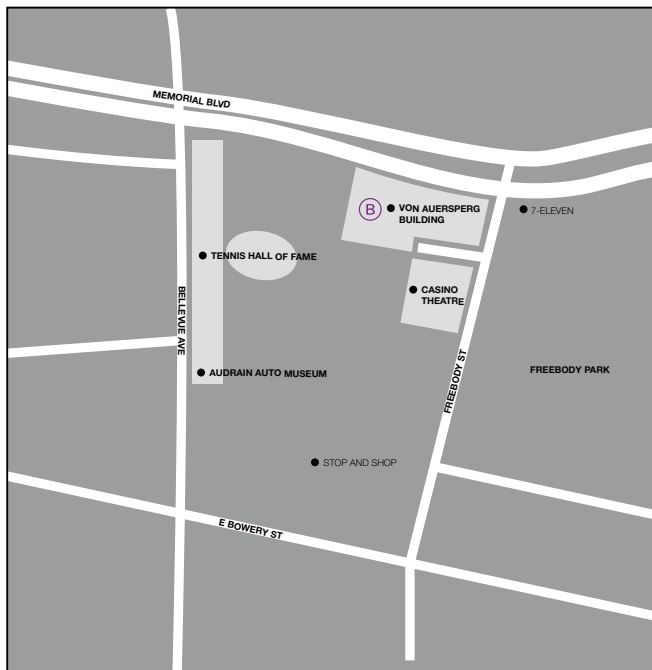 MEMORIAL BLVD
B
VON AUERSPERG
BUILDING
7-ELEVEN
TENNIS HALL OF FAME
CASINO
THEATRE
BELLEVUE AVE
AUDRAIN AUTO MUSEUM
FREEBODY ST
FREEBODY PARK
STOP AND SHOP
E BOWERY ST